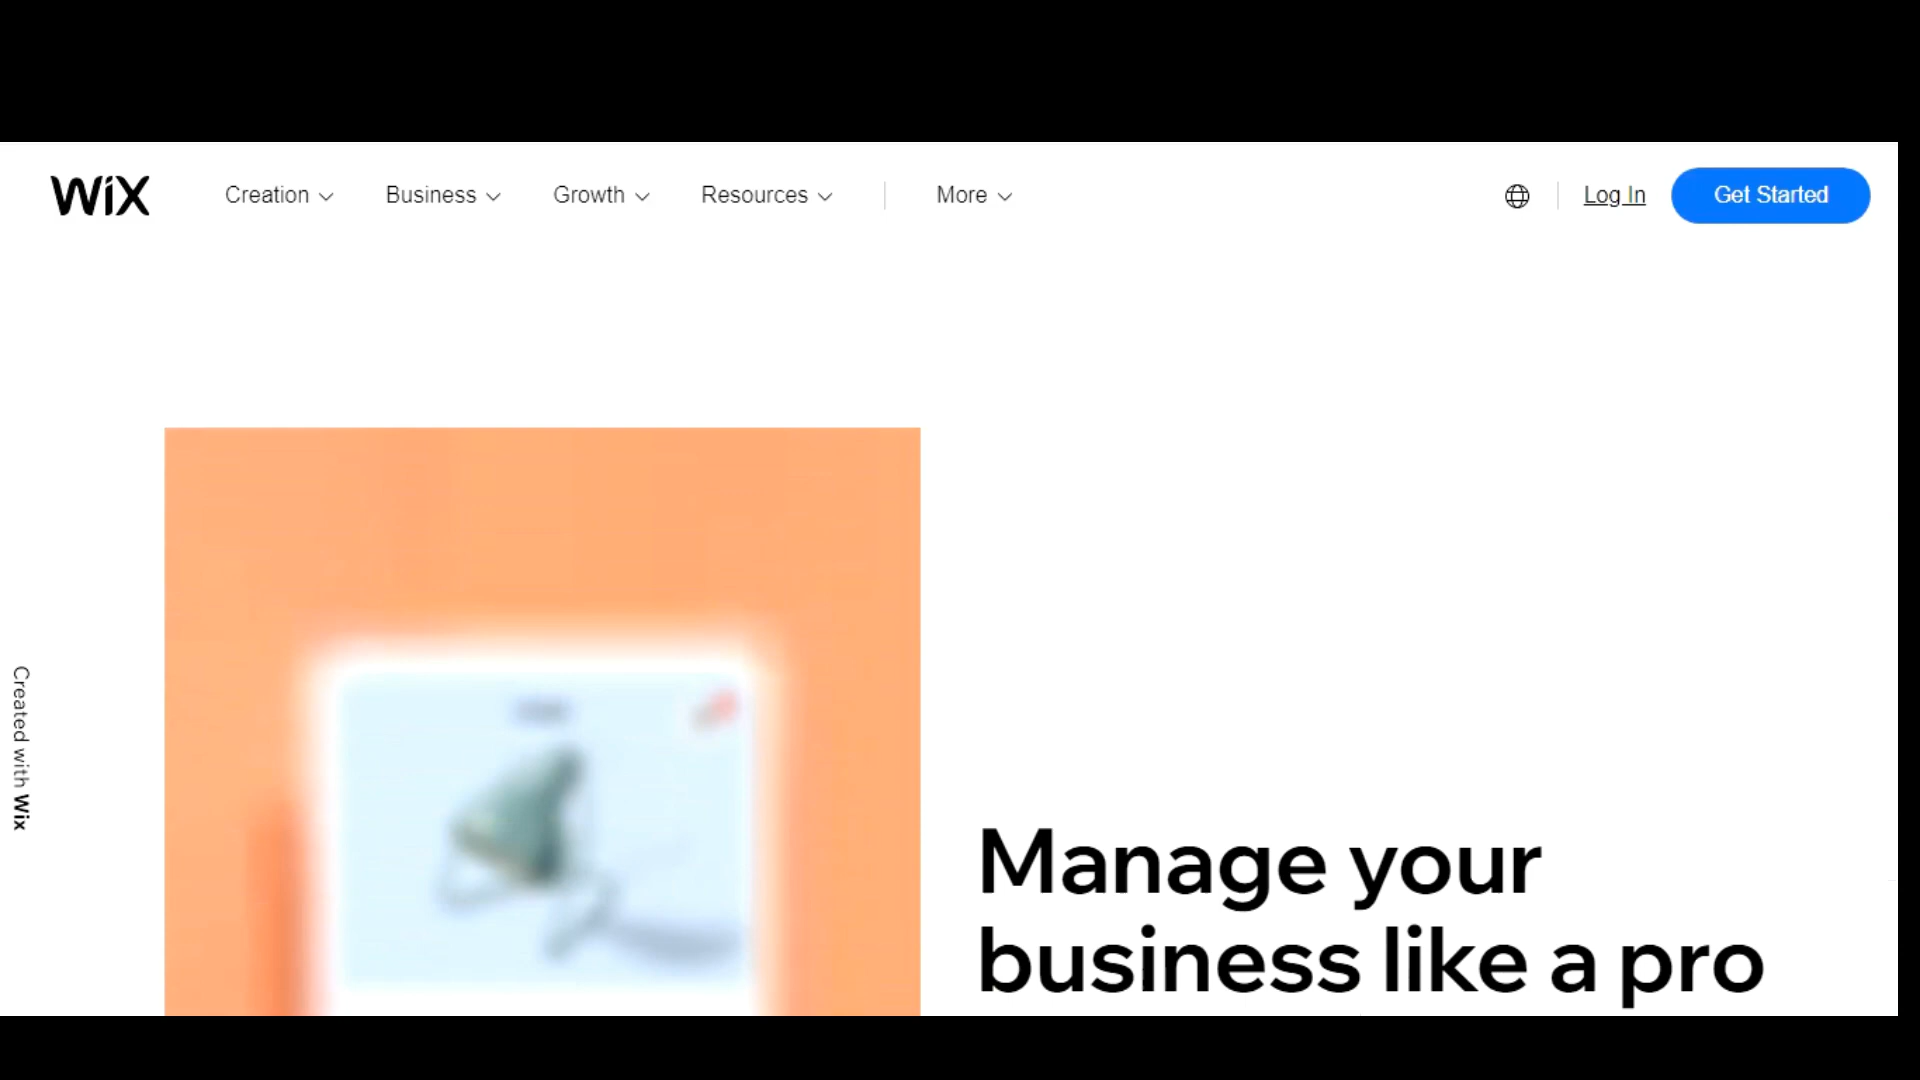 WiX
Creation Business Growth Resources More Log In Get Started
Created with Wix
Manage your
business like a pro